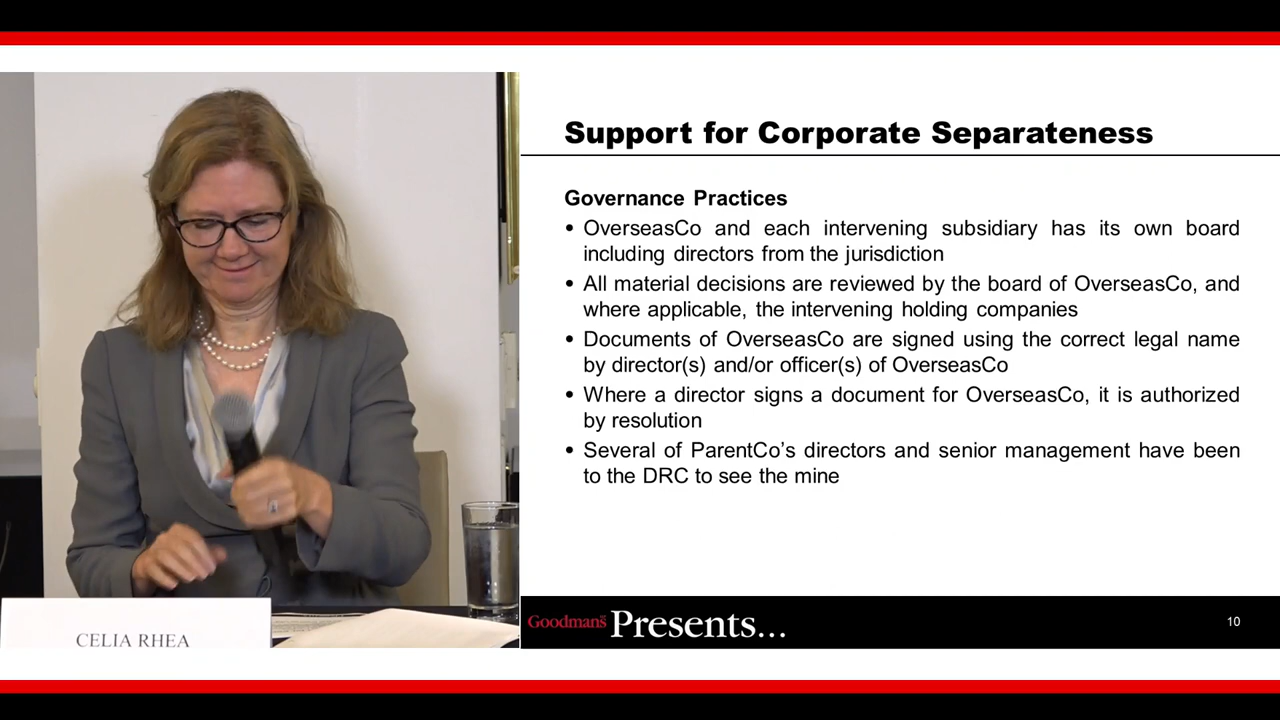 Support for Corporate Separateness
Governance Practices
• OverseasCo and each intervening subsidiary has its own board
including directors from the jurisdiction
• All material decisions are reviewed by the board of OverseasCo, and
where applicable, the intervening holding companies
• Documents of OverseasCo are signed using the correct legal name
by director(s) and/or officer(s) of OverseasCo
• Where a director signs a document for OverseasCo, it is authorized
by resolution
• Several of ParentCo’s directors and senior management have been
to the DRC to see the mine
CELIA RHEA
Goodmans Presents...
10